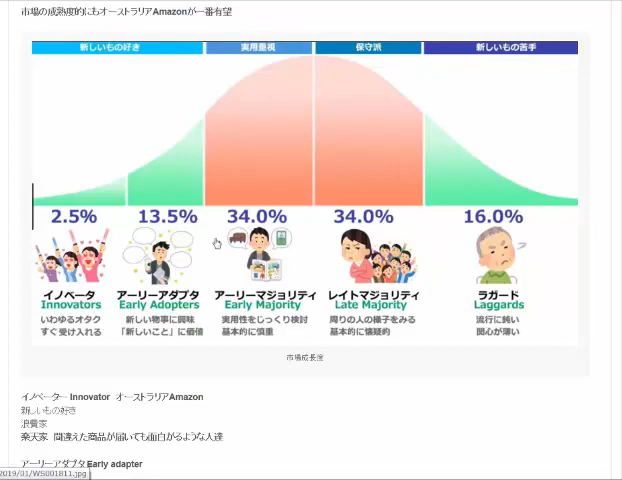 市場の成熟度的にもオーストラリアAmazonが一番有望
新しいもの好き 実用重視 保守派 新しいもの苦手
2.5% 13.5% 34.0% 34.0% 16.0%
イノベータ アーリーアダプタ アーリーマジョリティ レイトマジョリティ ラガード
Innovators Early Adopters Early Majority Late Majority Laggards
いわゆるオタク 新しい物事に興味 実用性をじっくり検討 周りの人の様子をみる 流行に鈍い
すぐ受け入れる 「新しいこと」に価値 基本的に慎重 基本的に懐疑的 関心が薄い
市場成長度
イノベーター Innovator オーストラリアAmazon
新しいもの好き
浪費家
楽天家 間違えた商品が届いても面白がるような人達
アーリーアダプタ Early adapter
2019/01/WS001811.jpg